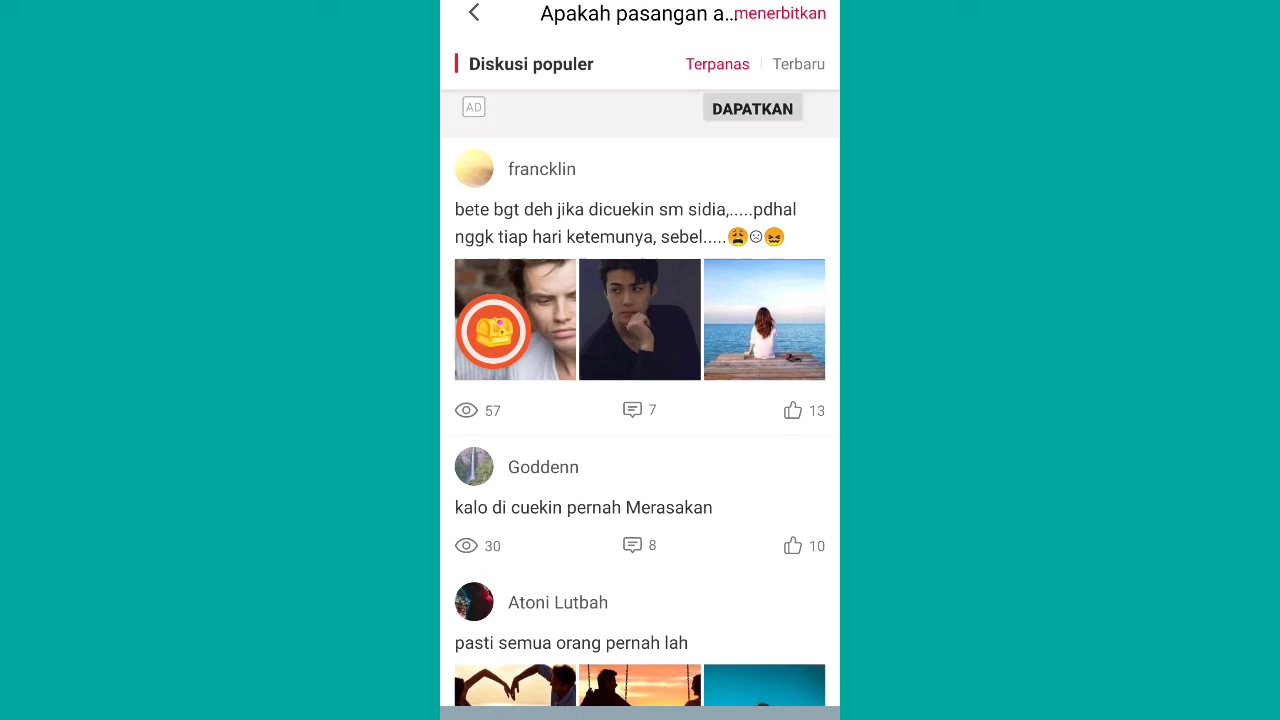 Apakah pasangan a... menerbitkan
Diskusi populer Terpanas Terbaru
AD DAPATKAN
francklin
bete bgt deh jika dicuekin sm sidia,.....pdhal
nggk tiap hari ketemunya, sebel.....😩☹😖
57 7 13
Goddenn
kalo di cuekin pernah Merasakan
30 8 10
Atoni Lutbah
pasti semua orang pernah lah